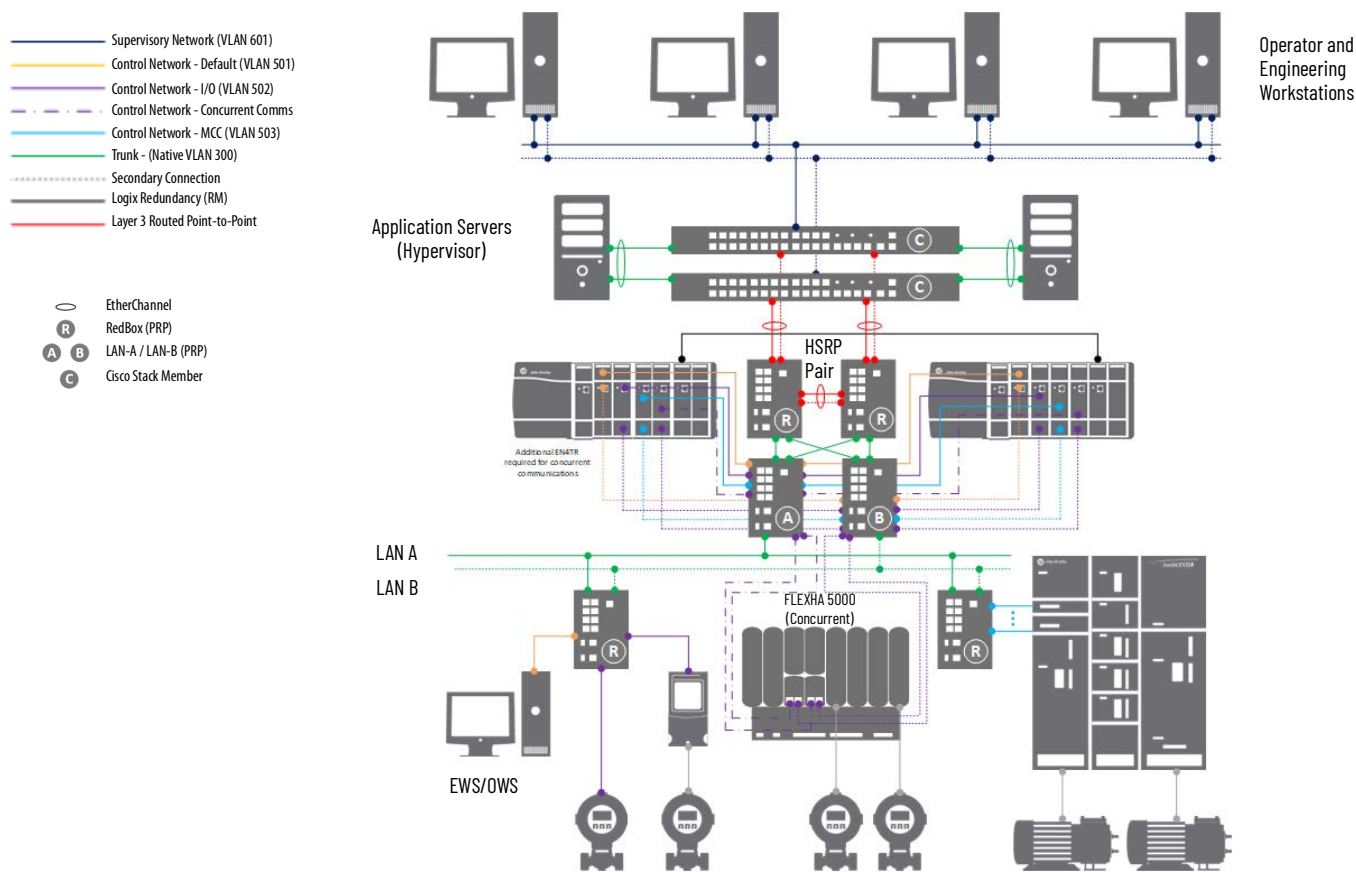 Supervisory Network (VLAN 601)
Control Network - Default (VLAN 501)
Control Network - I/O (VLAN 502)
Control Network - Concurrent Comms
Control Network - MCC (VLAN 503)
Trunk - (Native VLAN 300)
Secondary Connection
Logix Redundancy (RM)
Layer 3 Routed Point-to-Point
EtherChannel
R
RedBox (PRP)
A B
LAN-A / LAN-B (PRP)
C
Cisco Stack Member
Operator and
Engineering
Workstations
Application Servers
(Hypervisor)
C
C
HSRP
Pair
R
R
Additional EN4TR
required for concurrent
communications
A
B
LAN A
LAN B
R
FLEXHA 5000
(Concurrent)
R
EWS/OWS